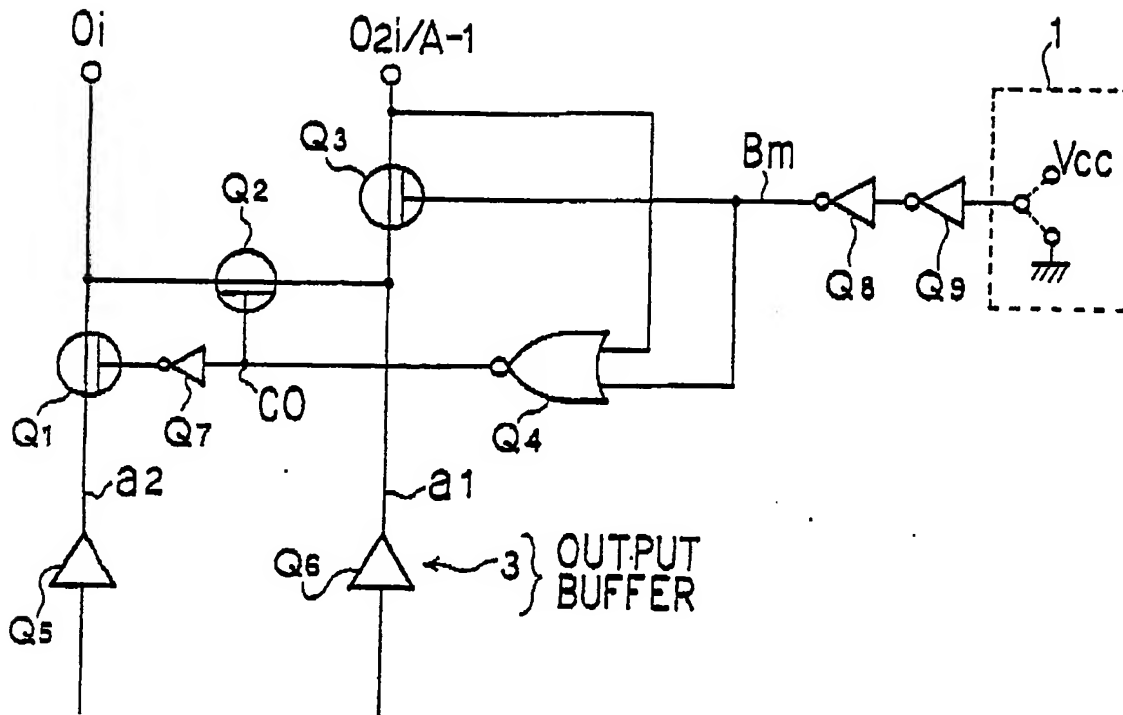 Oi
O2i/A-1
1
Q3
Bm
Vcc
Q2
Q8
Q9
Q1
Q7
CO
Q4
a2
a1
Q5
Q6
3
OUTPUT
BUFFER